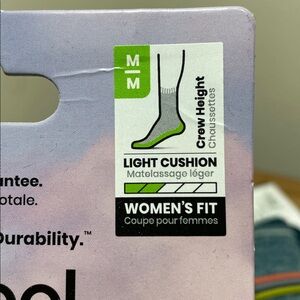 M
M
Crew Height
Chaussettes
LIGHT CUSHION
Matelassage léger
WOMEN'S FIT
Coupe pour femmes
antee.
otale.
Durability.™